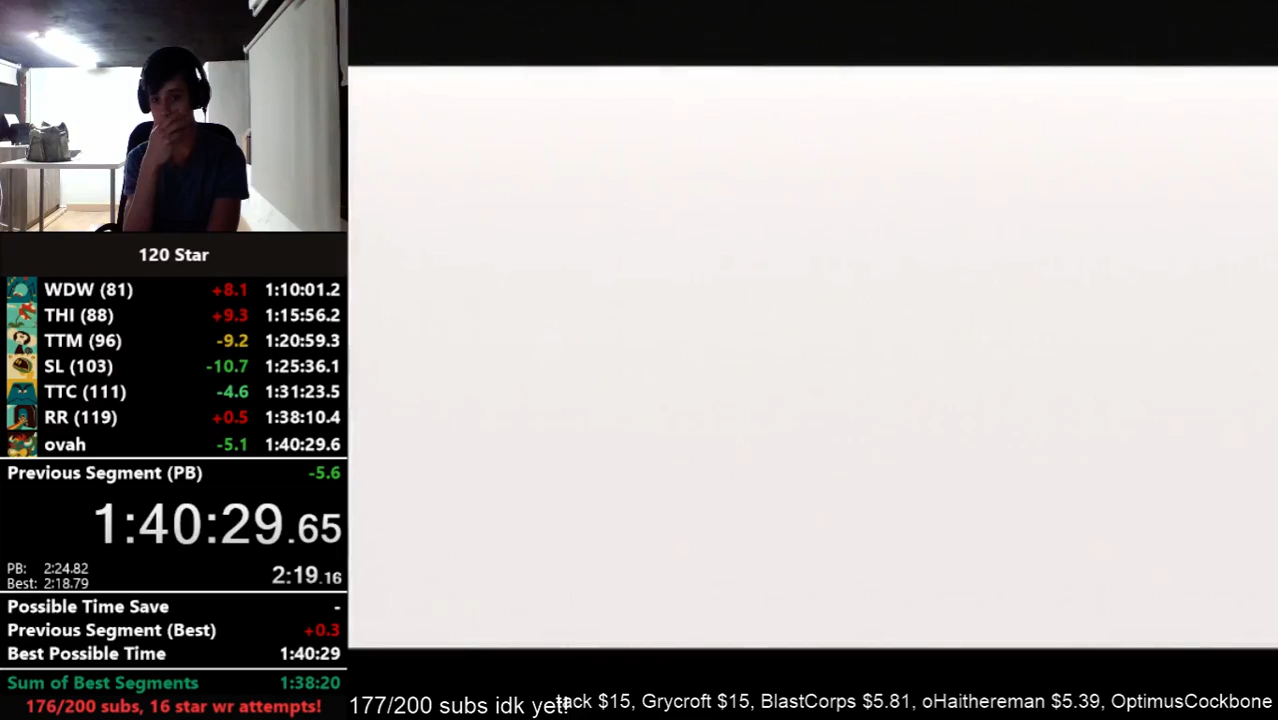 120 Star
WDW (81) +8.1 1:10:01.2
THI (88) +9.3 1:15:56.2
TTM (96) -9.2 1:20:59.3
SL (103) -10.7 1:25:36.1
TTC (111) -4.6 1:31:23.5
RR (119) +0.5 1:38:10.4
ovah -5.1 1:40:29.6
Previous Segment (PB) -5.6
1:40:29.65
PB: 2:24.82
Best: 2:18.79
2:19.16
Possible Time Save -
Previous Segment (Best) +0.3
Best Possible Time 1:40:29
Sum of Best Segments 1:38:20
176/200 subs, 16 star wr attempts!
177/200 subs idk yet!
ack $15, Grycroft $15, BlastCorps $5.81, oHaithereman $5.39, OptimusCockbone